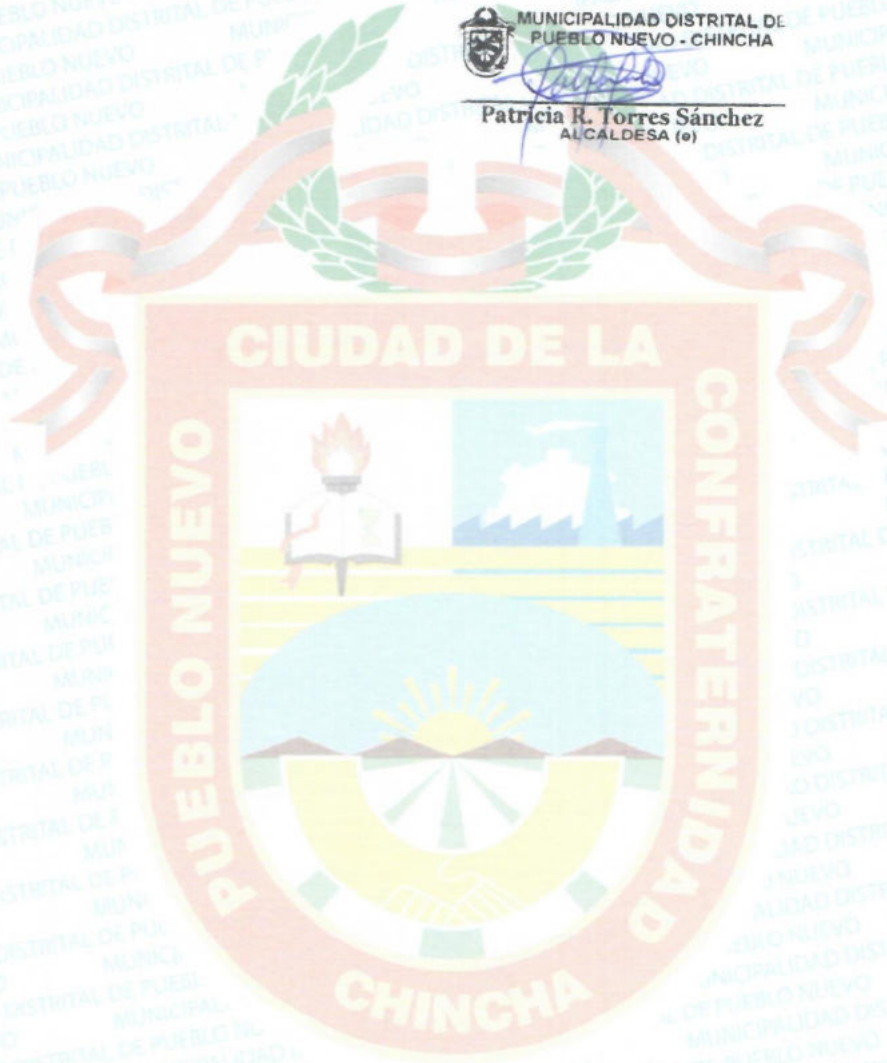 MUNICIPALIDAD DISTRITAL DE
PUEBLO NUEVO - CHINCHA
Patricia R. Torres Sánchez
ALCALDESA (e)
CIUDAD DE LA
CONFRATERNIDAD
PUEBLO NUEVO
CHINCHA